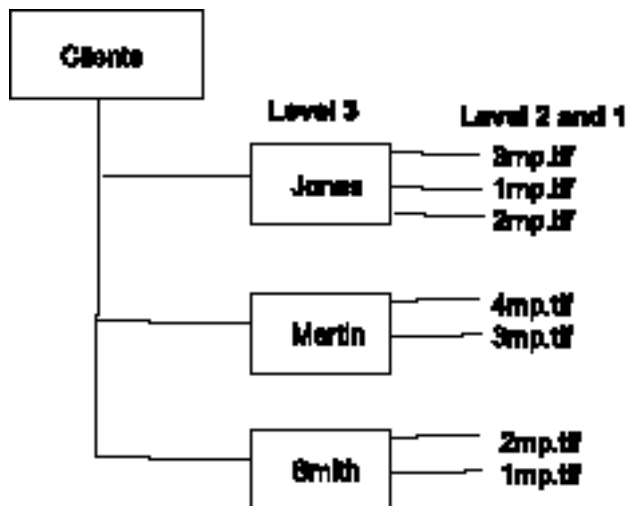 Clients
Level 3
Level 2 and 1
Jones
3mp.tif
1mp.tif
2mp.tif
Martin
4mp.tif
3mp.tif
Smith
2mp.tif
1mp.tif